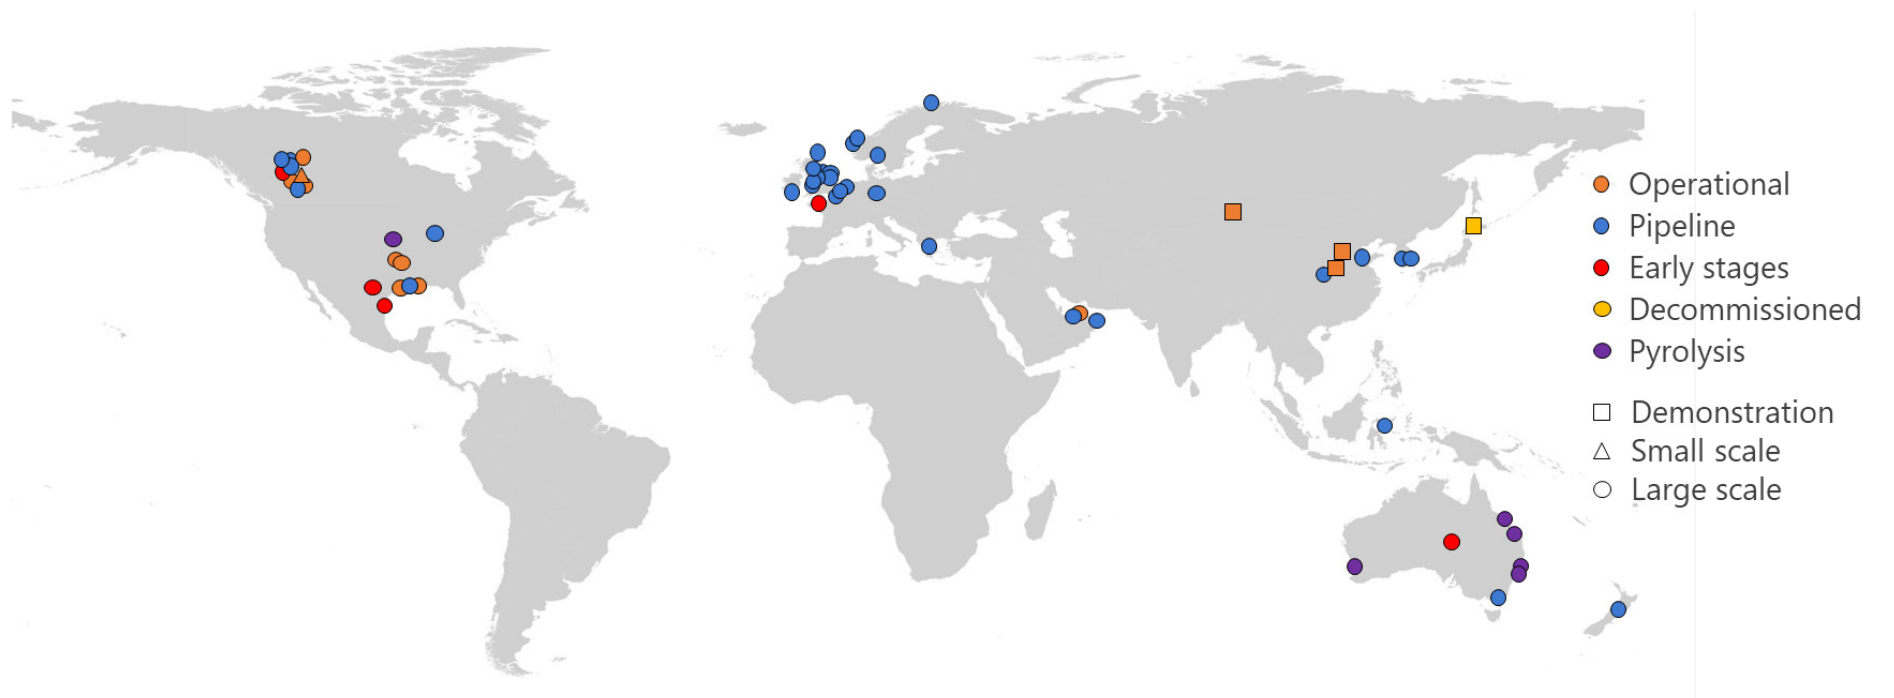 Operational
Pipeline
Early stages
Decommissioned
Pyrolysis
Demonstration
Small scale
Large scale